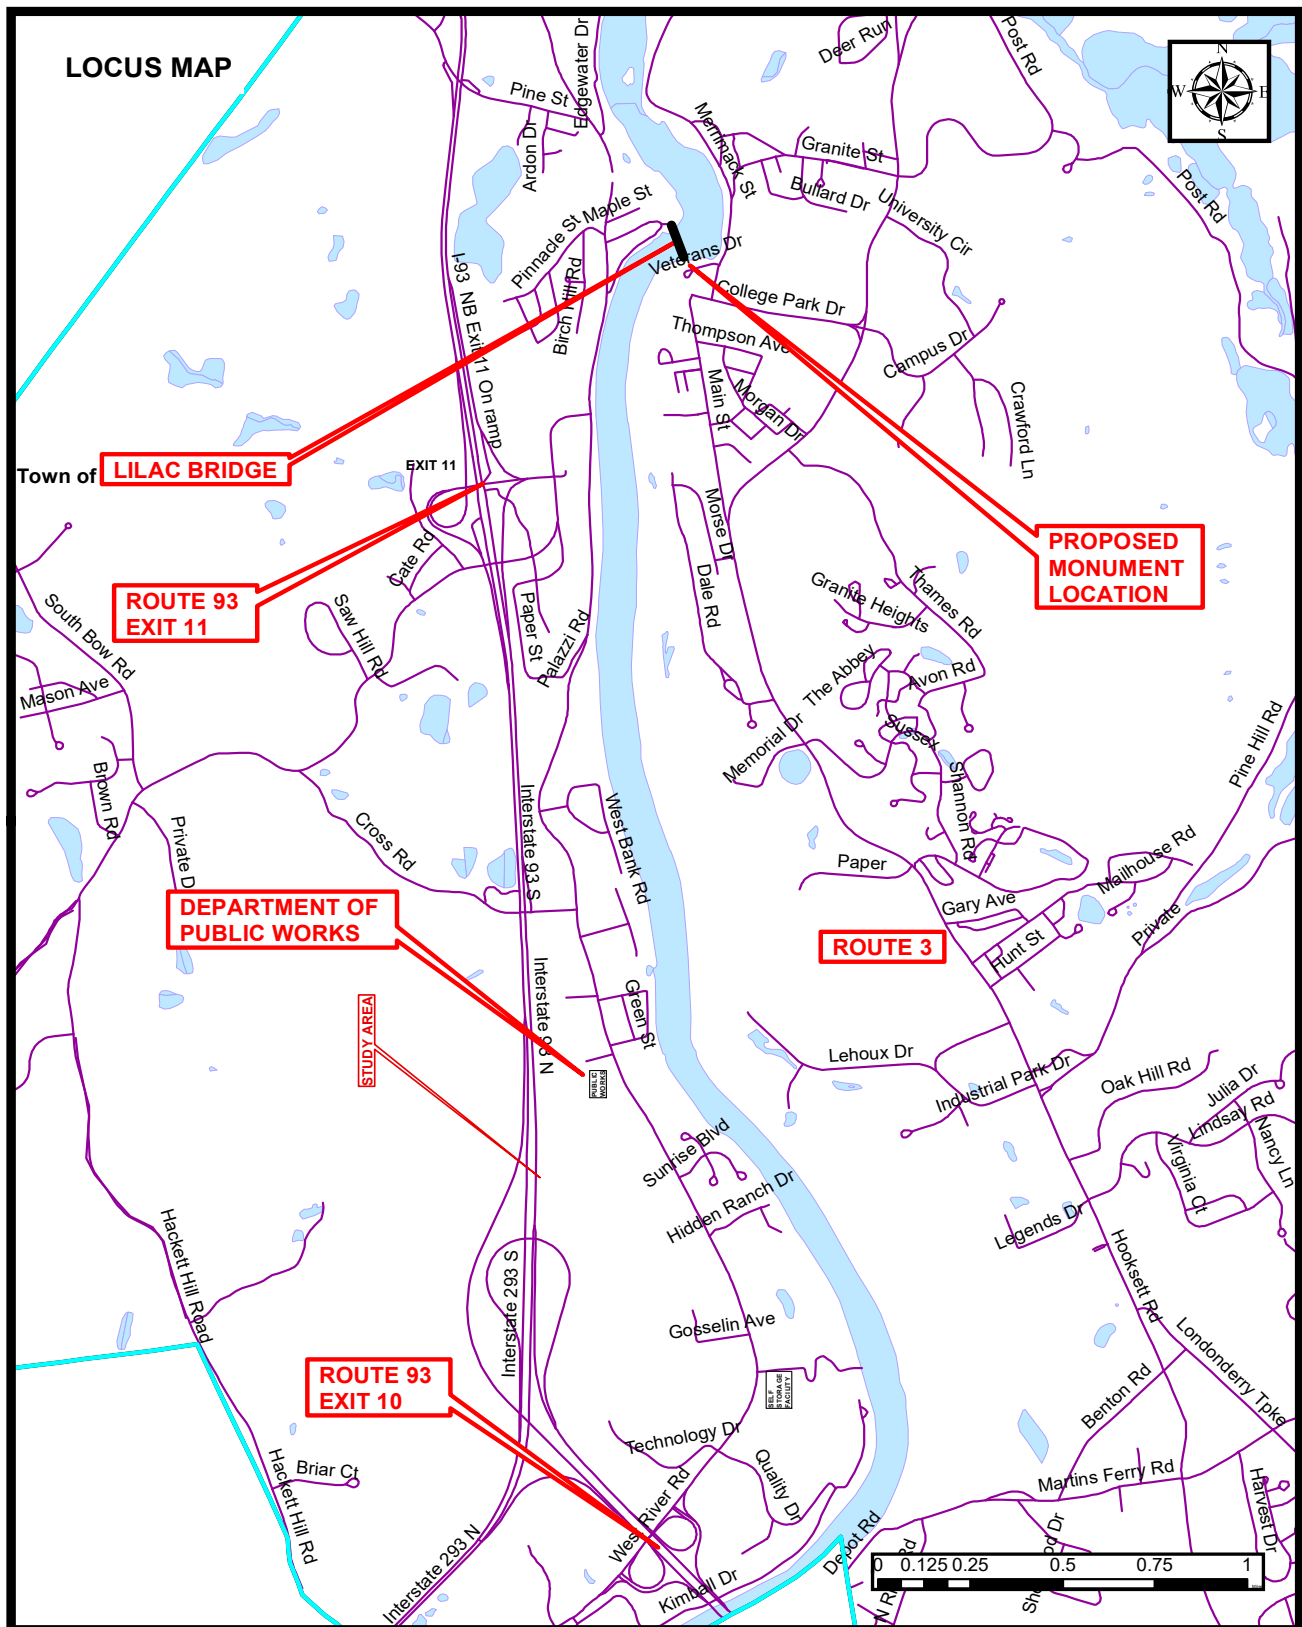 LOCUS MAP
N
W
E
S
Deer Run
Post Rd
Edgewater Dr
Pine St
Ardon Dr
Merrimack St
Granite St
Bullard Dr
University Cir
Post Rd
Maple St
Pinnacle St
Birch Hill Rd
Veterans Dr
I-93 NB Exit 11 On ramp
College Park Dr
Thompson Ave
Campus Dr
Main St
Morgan Dr
Crawford Ln
Town of
LILAC BRIDGE
EXIT 11
Morse Dr
PROPOSED
MONUMENT
LOCATION
Cate Rd
ROUTE 93
EXIT 11
South Bow Rd
Saw Hill Rd
Paper St
Palazzi Rd
Dale Rd
Granite Heights
Thames Rd
The Abbey
Avon Rd
Mason Ave
Sussex
Memorial Dr
Pine Hill Rd
Brown Rd
Private D
Cross Rd
Interstate 93 S
West Bank Rd
Shannon Rd
Paper
Mailhouse Rd
Gary Ave
DEPARTMENT OF
PUBLIC WORKS
ROUTE 3
Hunt St
Private
Interstate 93 N
Green St
STUDY AREA
PUBLIC
WORKS
Lehoux Dr
Industrial Park Dr
Oak Hill Rd
Julia Dr
Lindsay Rd
Nancy Ln
Virginia Ct
Sunrise Blvd
Hidden Ranch Dr
Legends Dr
Hooksett Rd
Hackett Hill Road
Interstate 293 S
Gosselin Ave
Londonderry Tpke
ROUTE 93
EXIT 10
SELF
STORAGE
FACILITY
Benton Rd
Technology Dr
Quality Dr
Martins Ferry Rd
Harvest Dr
Briar Ct
Hackett Hill Rd
West River Rd
Interstate 293 N
Kimball Dr
Depot Rd
0 0.125 0.25 0.5 0.75 1